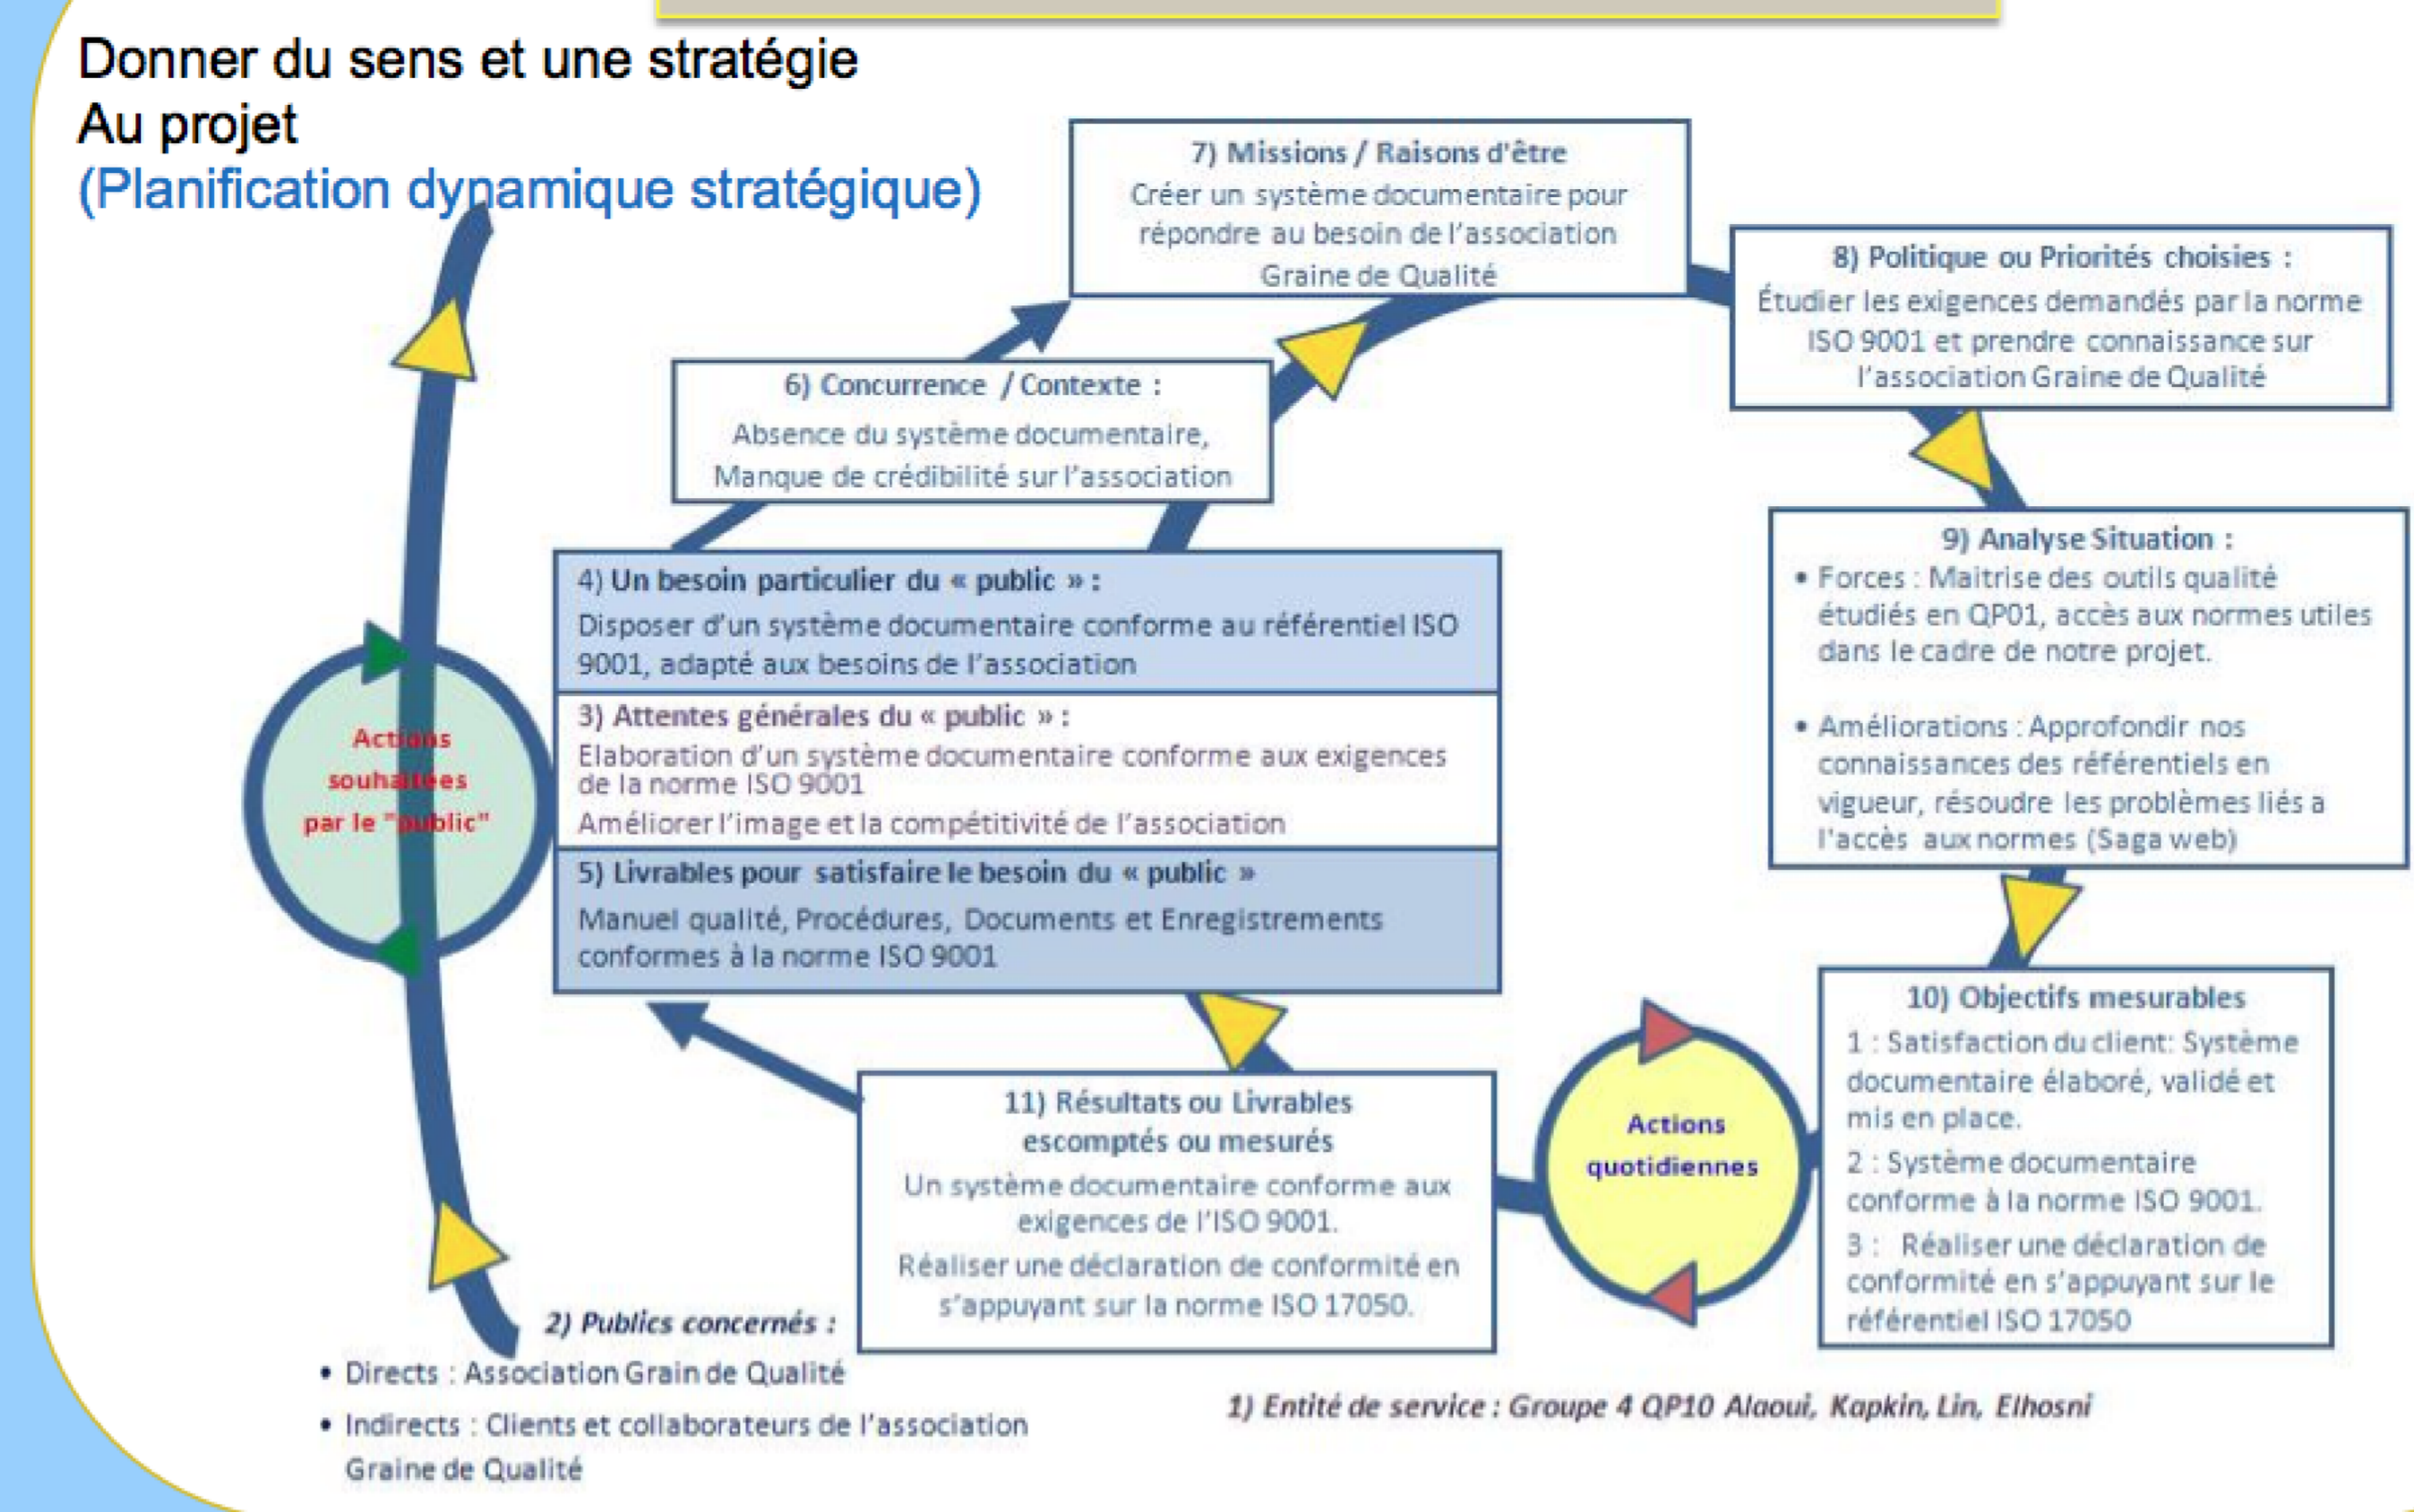 Donner du sens et une stratégie
Au projet
(Planification dynamique stratégique)
7) Missions / Raisons d'être
Créer un système documentaire pour
répondre au besoin de l'association
Graine de Qualité
8) Politique ou Priorités choisies :
Étudier les exigences demandés par la norme
ISO 9001 et prendre connaissance sur
l'association Graine de Qualité
6) Concurrence / Contexte :
Absence du système documentaire,
Manque de crédibilité sur l'association
9) Analyse Situation :
• Forces : Maitrise des outils qualité
étudiés en QP01, accès aux normes utiles
dans le cadre de notre projet.
• Améliorations : Approfondir nos
connaissances des référentiels en
vigueur, résoudre les problèmes liés a
l'accès aux normes (Saga web)
4) Un besoin particulier du « public » :
Disposer d'un système documentaire conforme au référentiel ISO
9001, adapté aux besoins de l'association
3) Attentes générales du « public » :
Elaboration d'un système documentaire conforme aux exigences
de la norme ISO 9001
Améliorer l'image et la compétitivité de l'association
5) Livrables pour satisfaire le besoin du « public »
Manuel qualité, Procédures, Documents et Enregistrements
conformes à la norme ISO 9001
Actions
souhaitées
par le "public"
10) Objectifs mesurables
1 : Satisfaction du client: Système
documentaire élaboré, validé et
mis en place.
2 : Système documentaire
conforme à la norme ISO 9001.
3 : Réaliser une déclaration de
conformité en s'appuyant sur le
référentiel ISO 17050
Actions
quotidiennes
11) Résultats ou Livrables
escomptés ou mesurés
Un système documentaire conforme aux
exigences de l'ISO 9001.
Réaliser une déclaration de conformité en
s'appuyant sur la norme ISO 17050.
2) Publics concernés :
• Directs : Association Grain de Qualité
• Indirects : Clients et collaborateurs de l'association
Graine de Qualité
1) Entité de service : Groupe 4 QP10 Alaoui, Kapkin, Lin, Elhosni